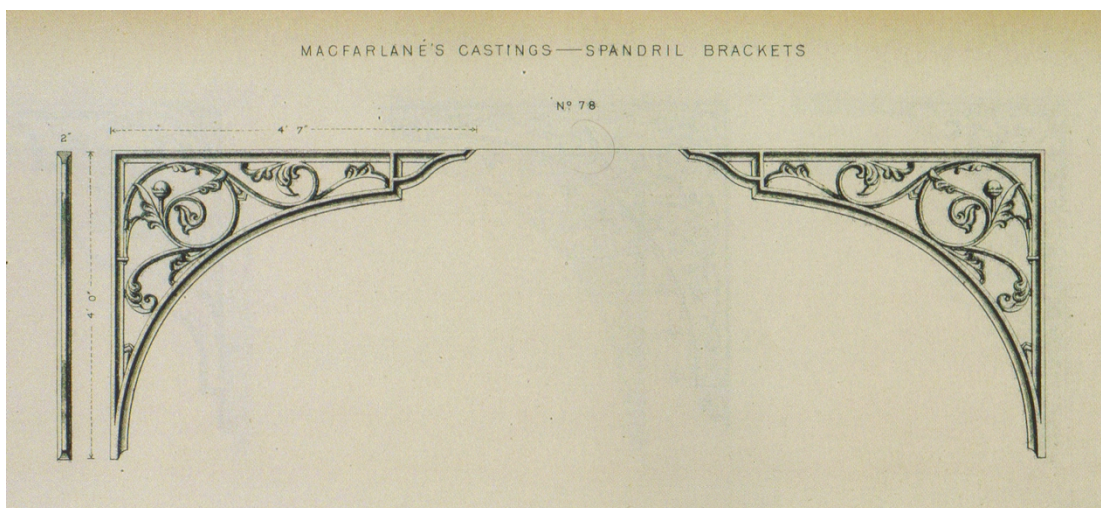 MACFARLANE'S CASTINGS—SPANDRIL BRACKETS
Nº 78
4' 7"
2"
4' 0"